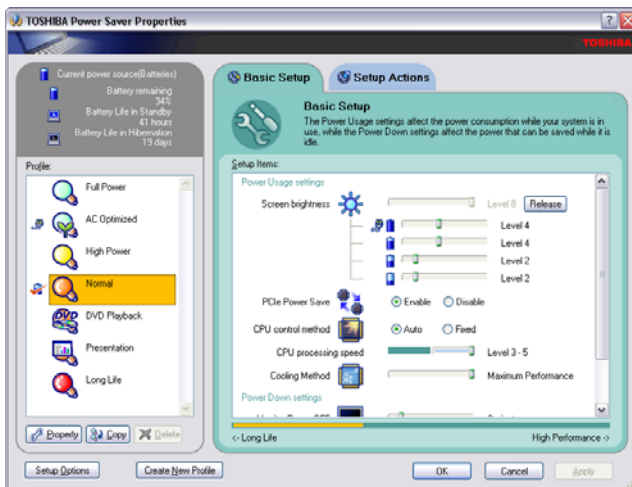 TOSHIBA Power Saver Properties
TOSHIBA
Current power source(Batteries)
Battery remaining
34%
Battery Life in Standby
41 hours
Battery Life in Hibernation
19 days
Profile:
Full Power
AC Optimized
High Power
Normal
DVD
DVD Playback
Presentation
Long Life
Property
Copy
Delete
Basic Setup
Setup Actions
Basic Setup
The Power Usage settings affect the power consumption while your system is in
use, while the Power Down settings affect the power that can be saved while it is
idle.
Setup Items:
Power Usage settings
Screen brightness
Level 8
Release
Level 4
Level 4
Level 2
Level 2
PCIe Power Save
Enable
Disable
CPU control method
Auto
Fixed
CPU processing speed
Level 3 - 5
Cooling Method
Maximum Performance
Power Down settings
<- Long Life
High Performance ->
Setup Options
Create New Profile
OK
Cancel
Apply